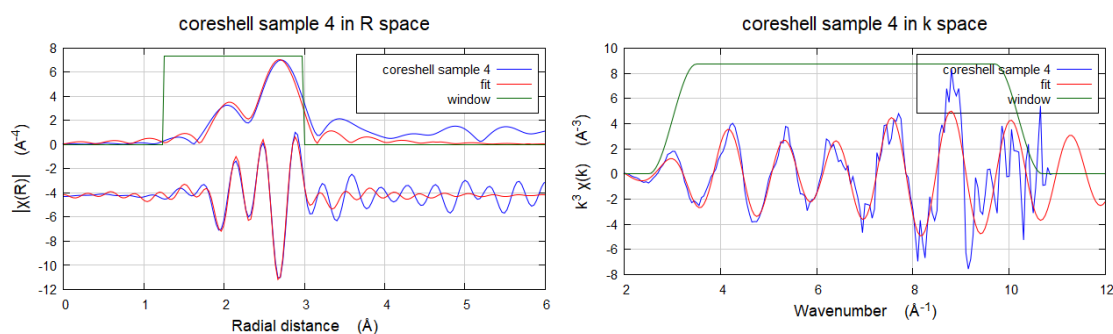 coreshell sample 4 in R space
coreshell sample 4
fit
window
|χ(R)| (Å⁻⁴)
8
6
4
2
0
-2
-4
-6
-8
-10
-12
0 1 2 3 4 5 6
Radial distance (Å)
coreshell sample 4 in k space
coreshell sample 4
fit
window
k³ χ(k) (Å⁻³)
10
8
6
4
2
0
-2
-4
-6
-8
2 4 6 8 10 12
Wavenumber (Å⁻¹)